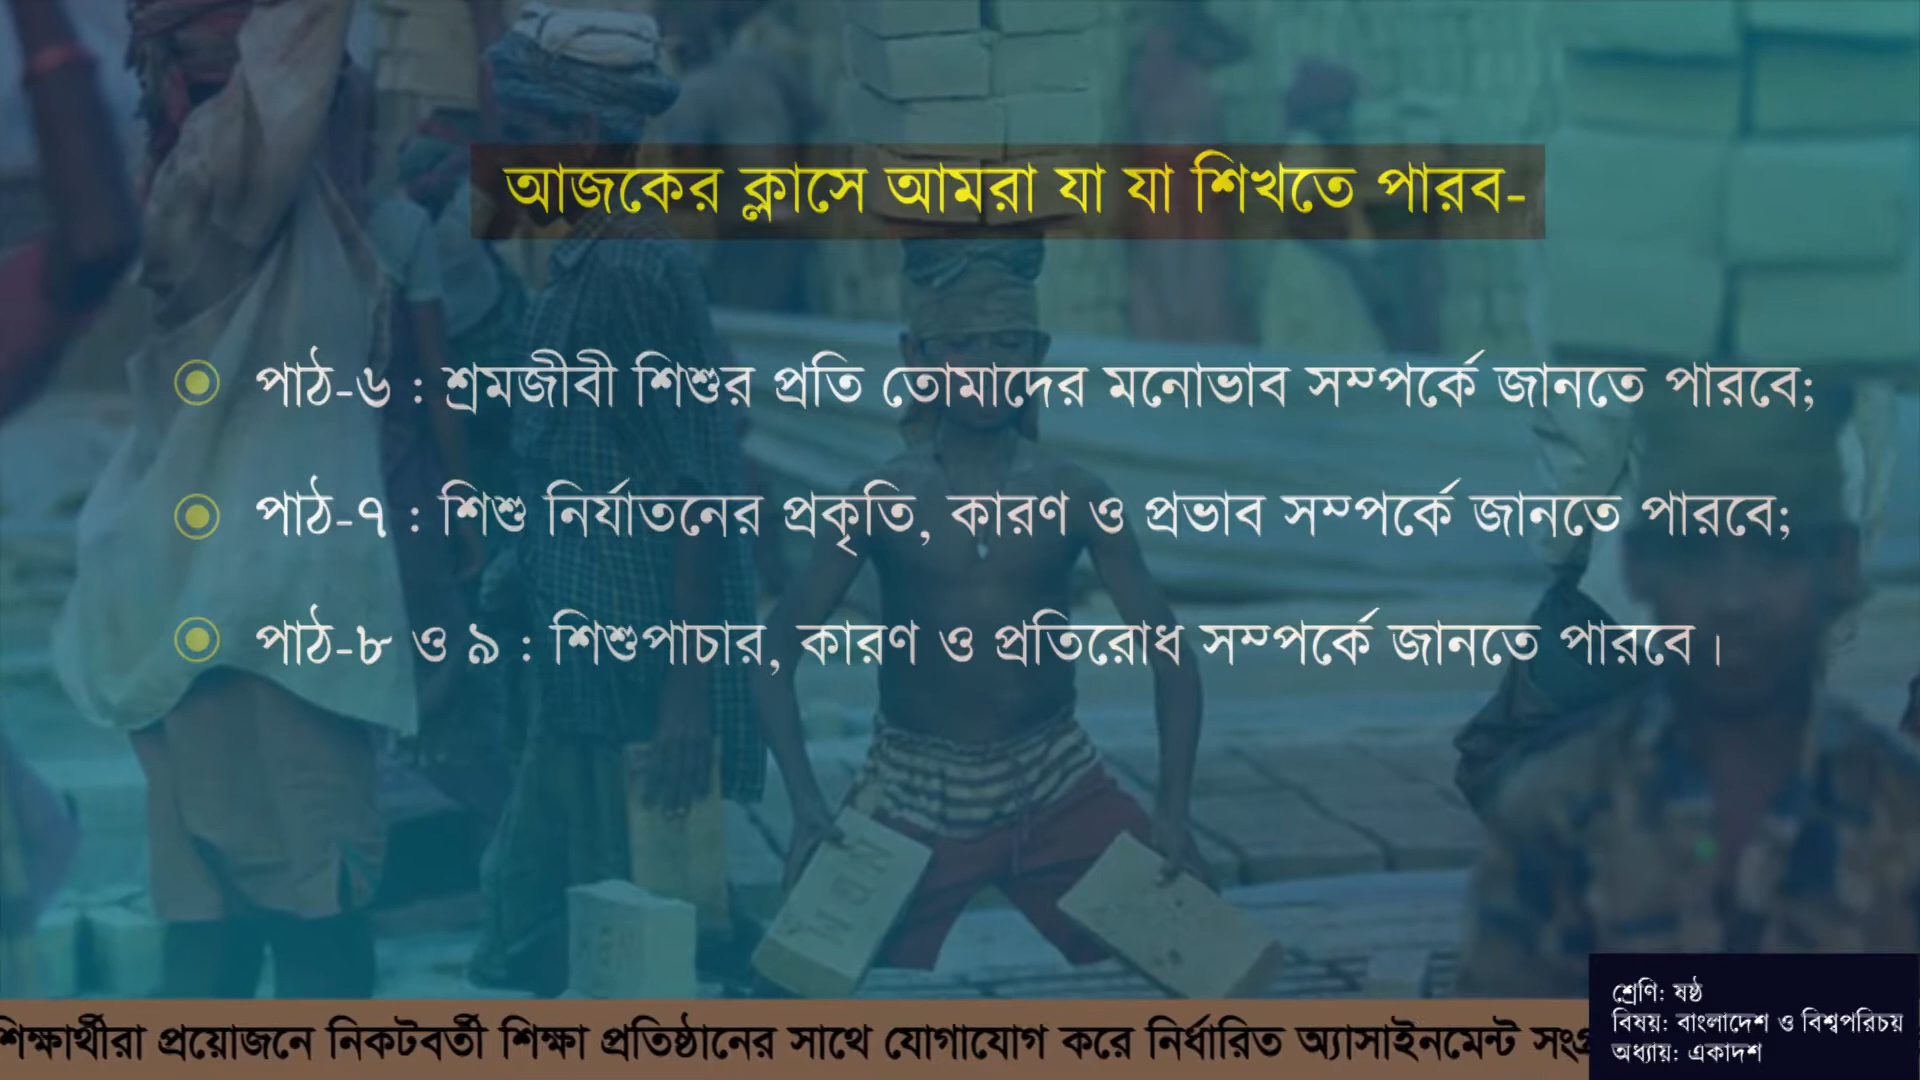 আজকের ক্লাসে আমরা যা যা শিখতে পারব-
পাঠ-৬ : শ্রমজীবী শিশুর প্রতি তোমাদের মনোভাব সম্পর্কে জানতে পারবে;
পাঠ-৭ : শিশু নির্যাতনের প্রকৃতি, কারণ ও প্রভাব সম্পর্কে জানতে পারবে;
পাঠ-৮ ও ৯ : শিশুপাচার, কারণ ও প্রতিরোধ সম্পর্কে জানতে পারবে।
শিক্ষার্থীরা প্রয়োজনে নিকটবর্তী শিক্ষা প্রতিষ্ঠানের সাথে যোগাযোগ করে নির্ধারিত অ্যাসাইনমেন্ট
শ্রেণি: ষষ্ঠ
বিষয়: বাংলাদেশ ও বিশ্বপরিচয়
অধ্যায়: একাদশ